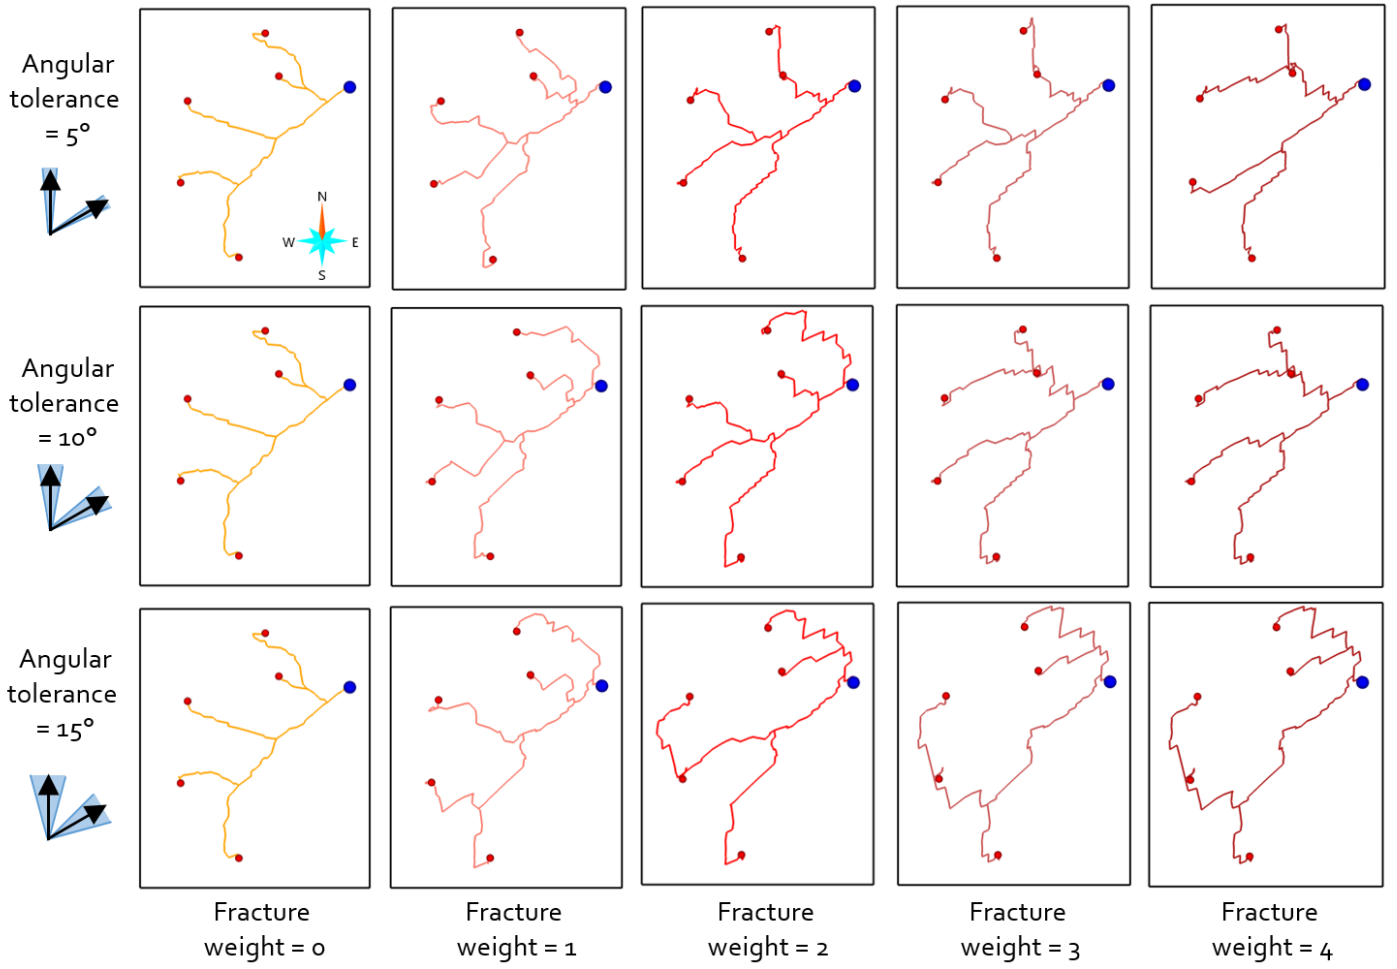 Angular
tolerance
= 5°
N
W
E
S
Angular
tolerance
= 10°
Angular
tolerance
= 15°
Fracture
weight = 0
Fracture
weight = 1
Fracture
weight = 2
Fracture
weight = 3
Fracture
weight = 4